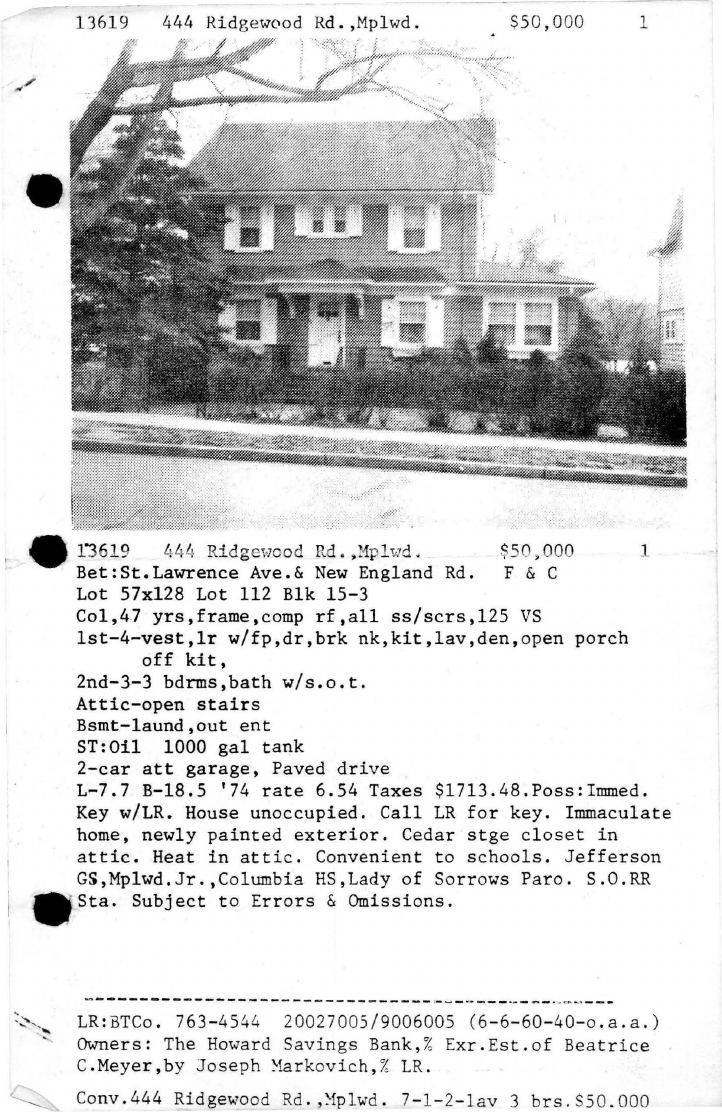 13619 444 Ridgewood Rd.,Mplwd. $50,000 1
13619 444 Ridgewood Rd.,Mplwd. $50,000 1
Bet:St.Lawrence Ave.& New England Rd. F & C
Lot 57x128 Lot 112 Blk 15-3
Col,47 yrs,frame,comp rf,all ss/scrs,125 VS
1st-4-vest,lr w/fp,dr,brk nk,kit,lav,den,open porch
off kit,
2nd-3-3 bdrms,bath w/s.o.t.
Attic-open stairs
Bsmt-laund,out ent
ST:Oil 1000 gal tank
2-car att garage, Paved drive
L-7.7 B-18.5 '74 rate 6.54 Taxes $1713.48.Poss:Immed.
Key w/LR. House unoccupied. Call LR for key. Immaculate
home, newly painted exterior. Cedar stge closet in
attic. Heat in attic. Convenient to schools. Jefferson
GS,Mplwd.Jr.,Columbia HS,Lady of Sorrows Paro. S.O.RR
Sta. Subject to Errors & Omissions.
LR:BTCo. 763-4544 20027005/9006005 (6-6-60-40-o.a.a.)
Owners: The Howard Savings Bank,% Exr.Est.of Beatrice
C.Meyer,by Joseph Markovich,% LR.
Conv.444 Ridgewood Rd.,Mplwd. 7-1-2-lav 3 brs.$50.000